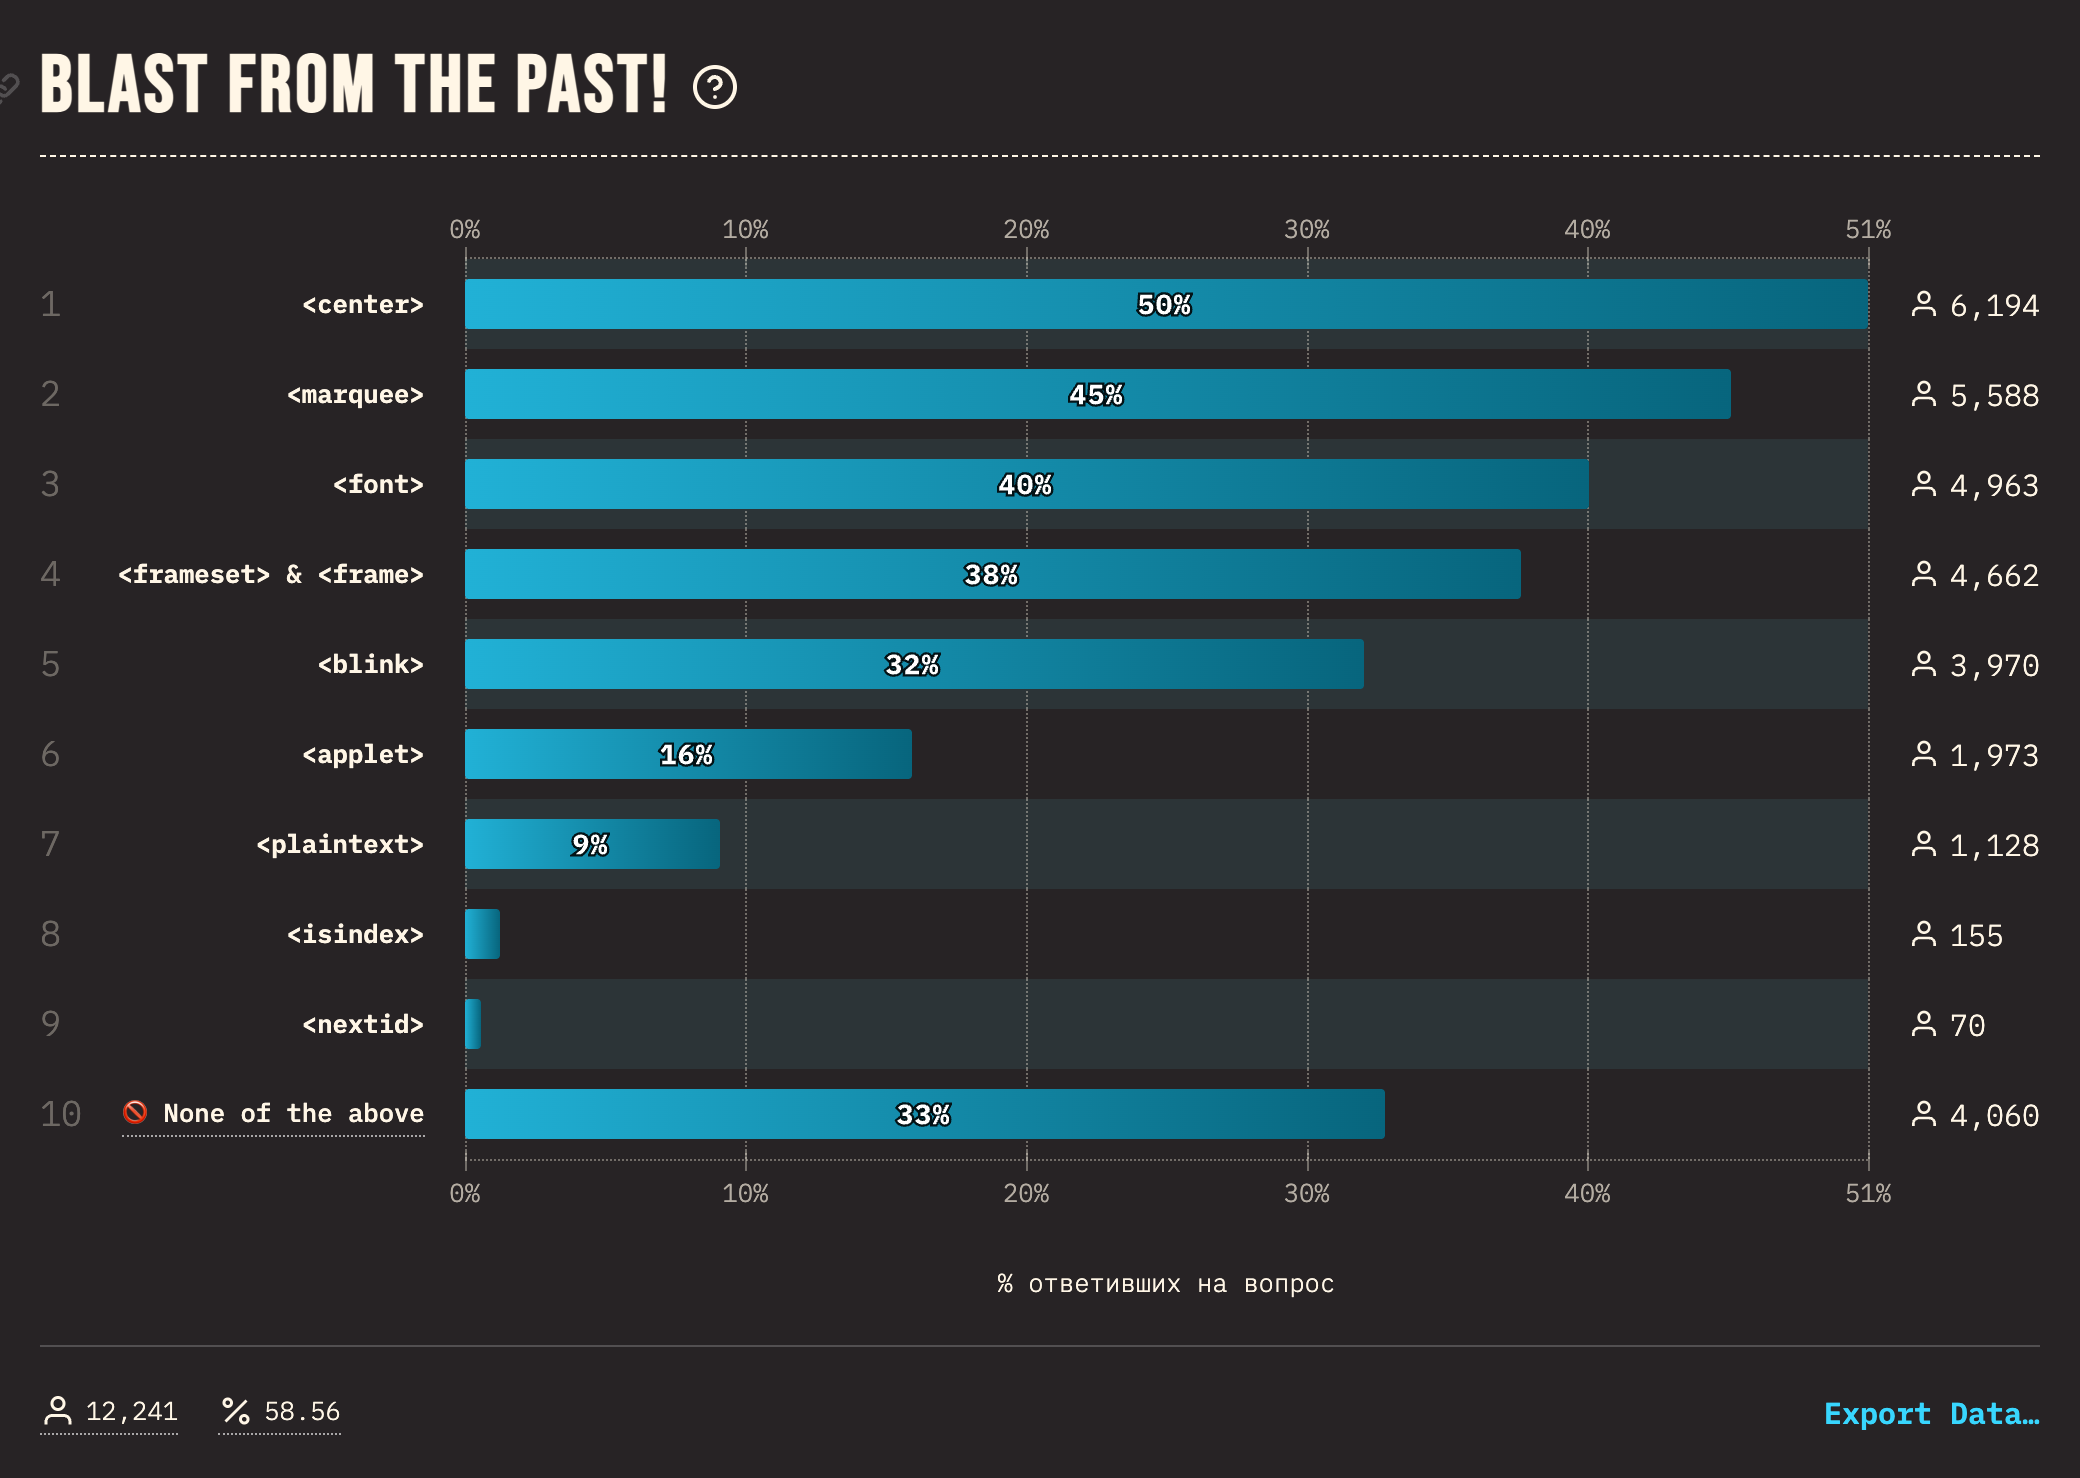 BLAST FROM THE PAST!
0% 10% 20% 30% 40% 51%
1 <center> 50% 6,194
2 <marquee> 45% 5,588
3 <font> 40% 4,963
4 <frameset> & <frame> 38% 4,662
5 <blink> 32% 3,970
6 <applet> 16% 1,973
7 <plaintext> 9% 1,128
8 <isindex> 155
9 <nextid> 70
10 🚫 None of the above 33% 4,060
0% 10% 20% 30% 40% 51%
% ответивших на вопрос
12,241 % 58.56 Export Data…